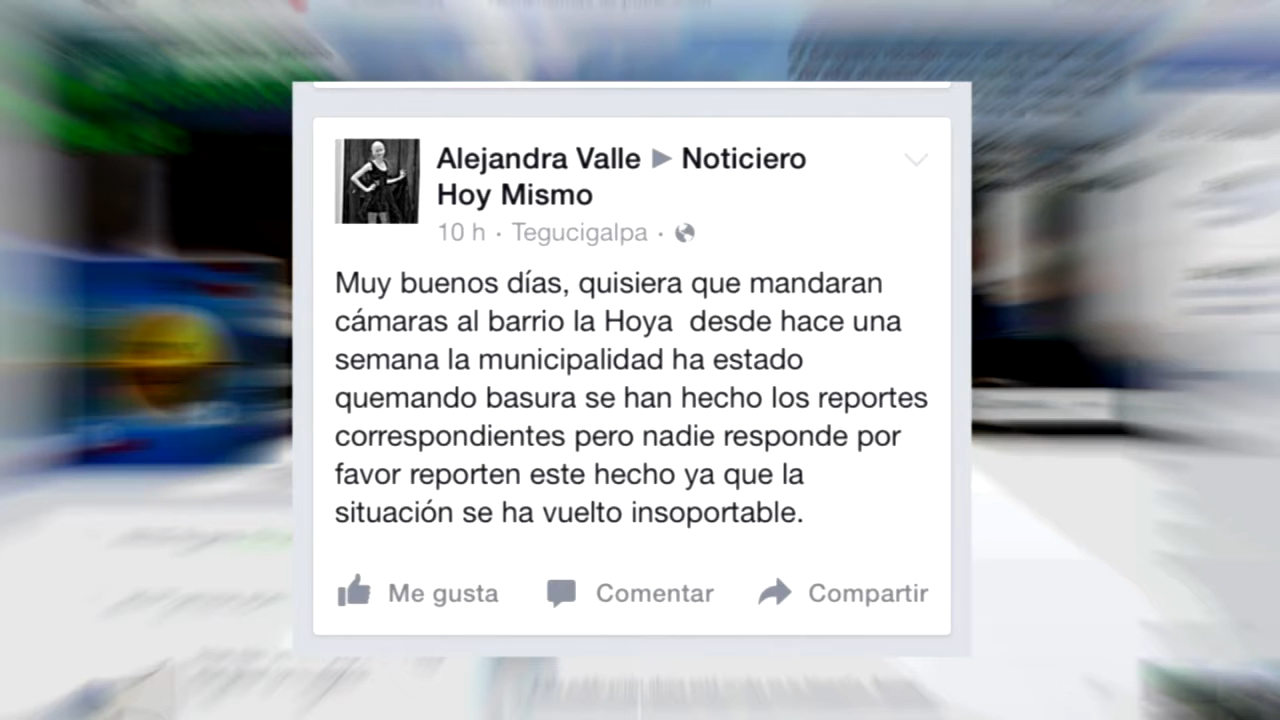 Alejandra Valle ▶ Noticiero
Hoy Mismo
10 h · Tegucigalpa ·
Muy buenos días, quisiera que mandaran
cámaras al barrio la Hoya  desde hace una
semana la municipalidad ha estado
quemando basura se han hecho los reportes
correspondientes pero nadie responde por
favor reporten este hecho ya que la
situación se ha vuelto insoportable.
Me gusta
Comentar
Compartir